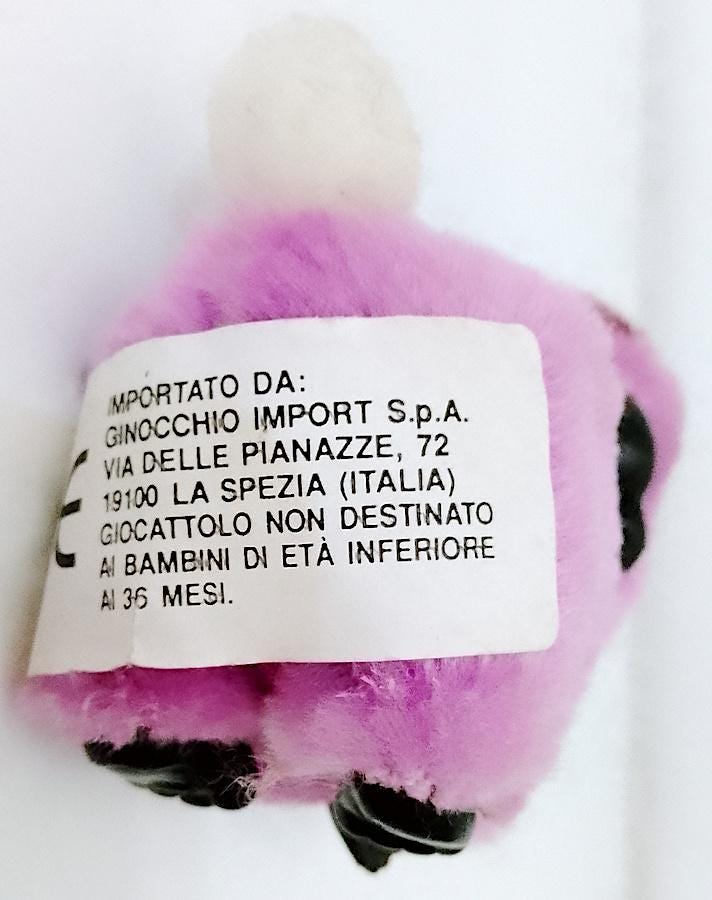 IMPORTATO DA:
GINOCCHIO IMPORT S.p.A.
VIA DELLE PIANAZZE, 72
19100 LA SPEZIA (ITALIA)
GIOCATTOLO NON DESTINATO
AI BAMBINI DI ETÀ INFERIORE
AI 36 MESI.